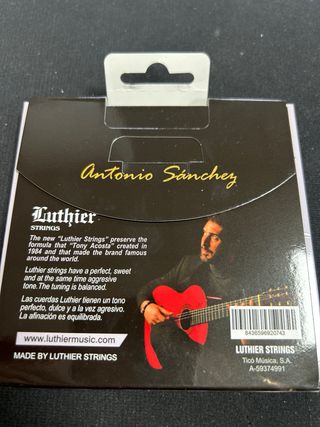 Antonio Sánchez
Luthier
STRINGS
The new "Luthier Strings" preserve the
formula that "Tony Acosta" created in
1984 and that made the brand famous
around the world.
Luthier strings have a perfect, sweet
and at the same time aggresive
tone.The tuning is balanced.
Las cuerdas Luthier tienen un tono
perfecto, dulce y a la vez agresivo.
La afinación es equilibrada.
www.luthiermusic.com
MADE BY LUTHIER STRINGS
8436596920743
LUTHIER STRINGS
Ticó Música, S.A.
A-59374991